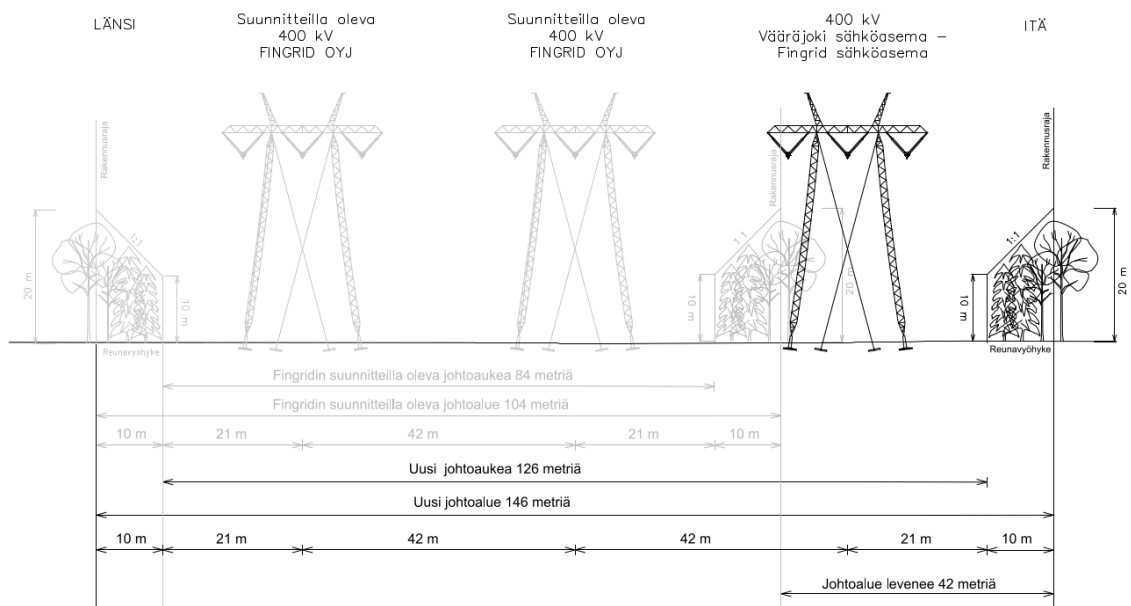 LÄNSI
Suunnitteilla oleva
400 kV
FINGRID OYJ
Suunnitteilla oleva
400 kV
FINGRID OYJ
400 kV
Vääräjoki sähköasema –
Fingrid sähköasema
ITÄ
Rakennusraja
Rakennusraja
Rakennusraja
1:1
1:1
1:1
20 m
10 m
10 m
20 m
10 m
20 m
Reunavyöhyke
Reunavyöhyke
Fingridin suunnitteilla oleva johtoaukea 84 metriä
Fingridin suunnitteilla oleva johtoalue 104 metriä
10 m 21 m 42 m 21 m 10 m
Uusi johtoaukea 126 metriä
Uusi johtoalue 146 metriä
10 m 21 m 42 m 42 m 21 m 10 m
Johtoalue levenee 42 metriä